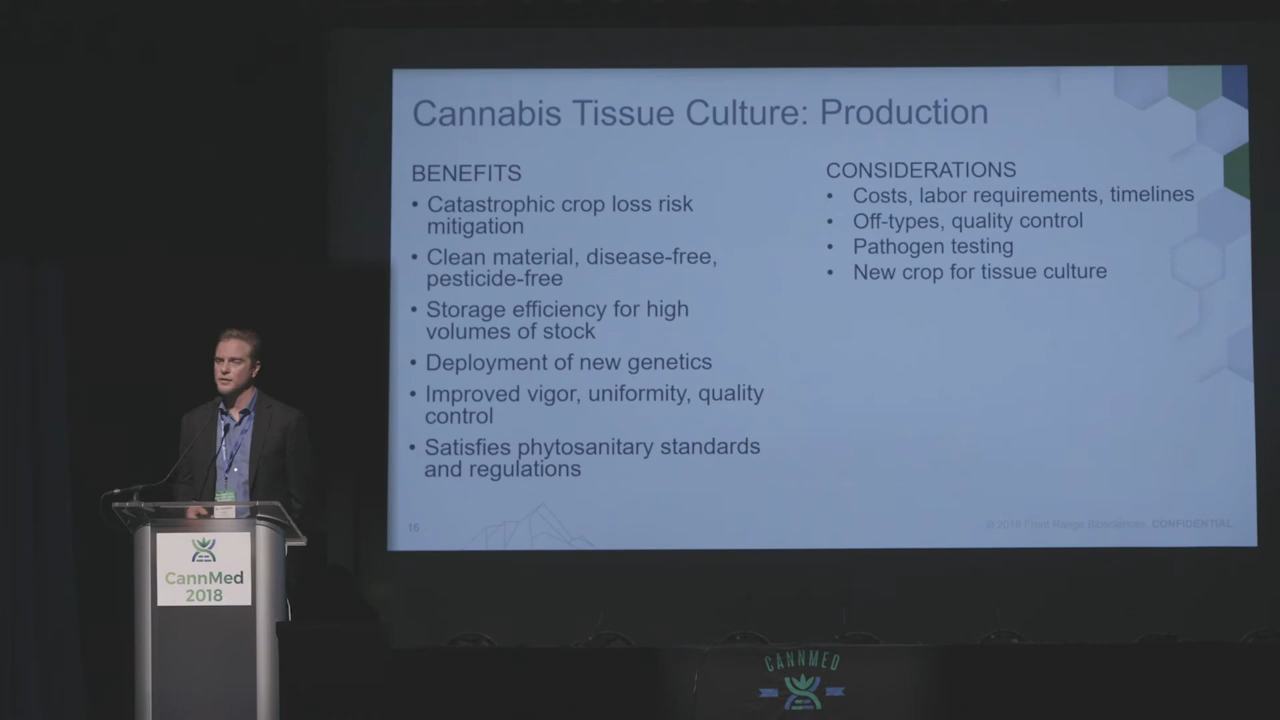 Cannabis Tissue Culture: Production
BENEFITS
• Catastrophic crop loss risk
mitigation
• Clean material, disease-free,
pesticide-free
• Storage efficiency for high
volumes of stock
• Deployment of new genetics
• Improved vigor, uniformity, quality
control
• Satisfies phytosanitary standards
and regulations
CONSIDERATIONS
• Costs, labor requirements, timelines
• Off-types, quality control
• Pathogen testing
• New crop for tissue culture
16
© 2018 Front Range Biosciences, CONFIDENTIAL
CannMed
2018
CANNMED